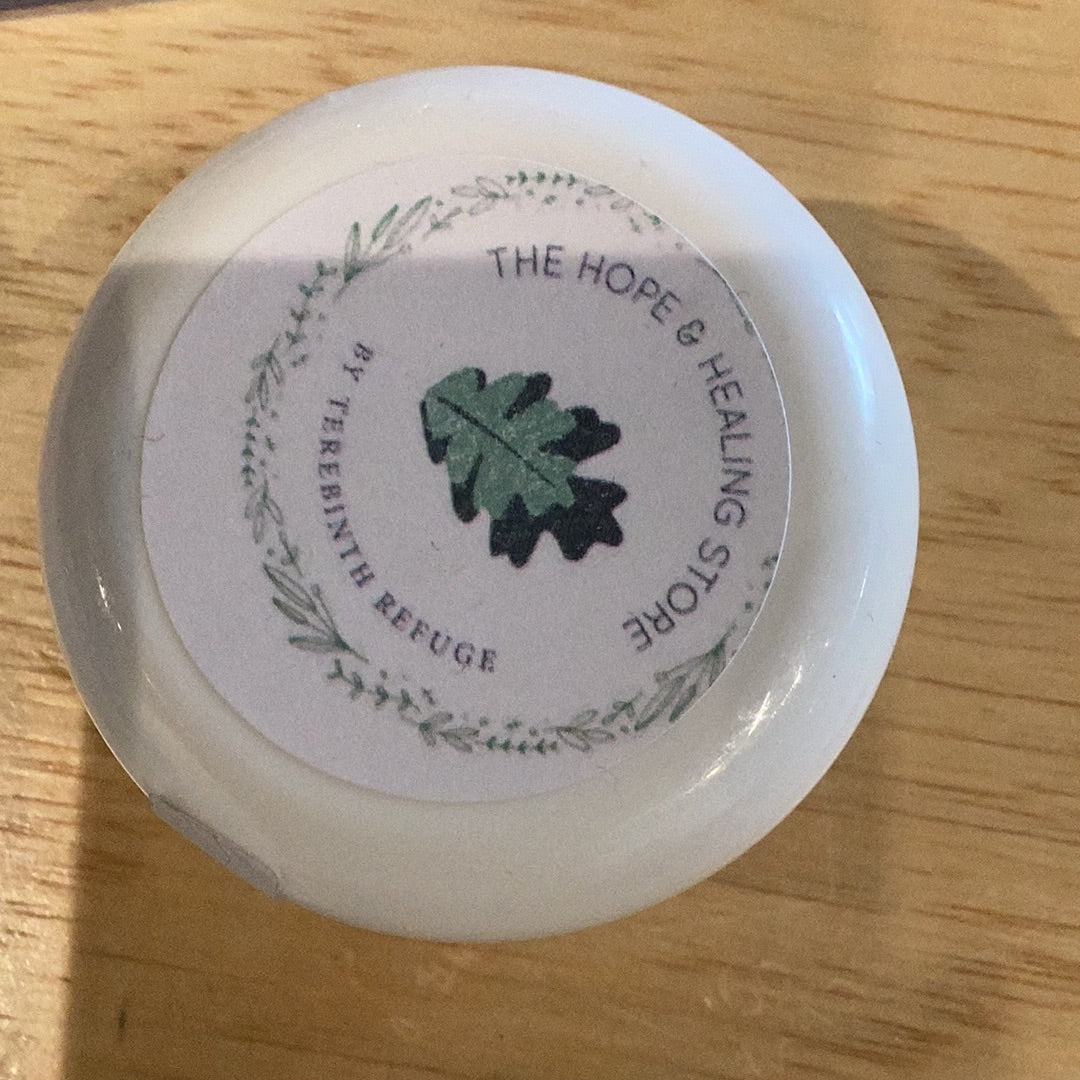 THE HOPE & HEALING STORE
BY TEREBINTH REFUGE